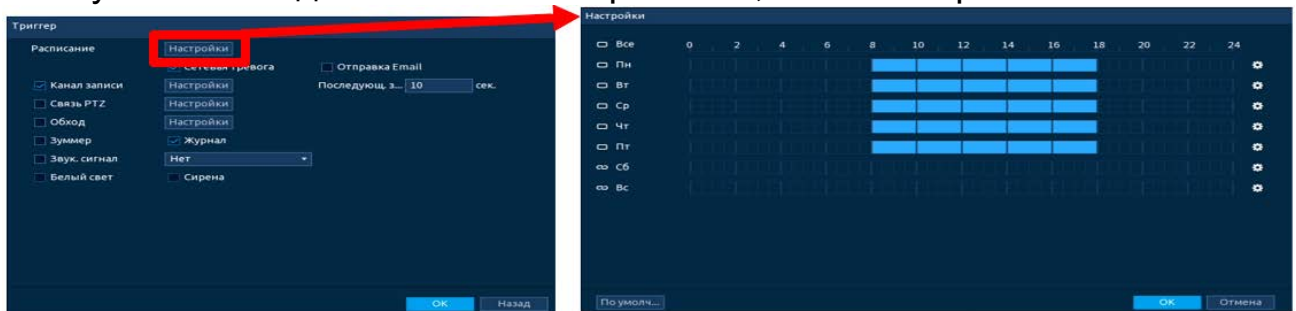 Триггер
Расписание Настройки
Сетевая тревога Отправка Email
Канал записи Настройки Последующ. з... 10 сек.
Связь PTZ Настройки
Обход Настройки
Зуммер Журнал
Звук. сигнал Нет
Белый свет Сирена
OK Назад
Настройки
Все 0 2 4 6 8 10 12 14 16 18 20 22 24
Пн
Вт
Ср
Чт
Пт
Сб
Вс
По умолч... OK Отмена